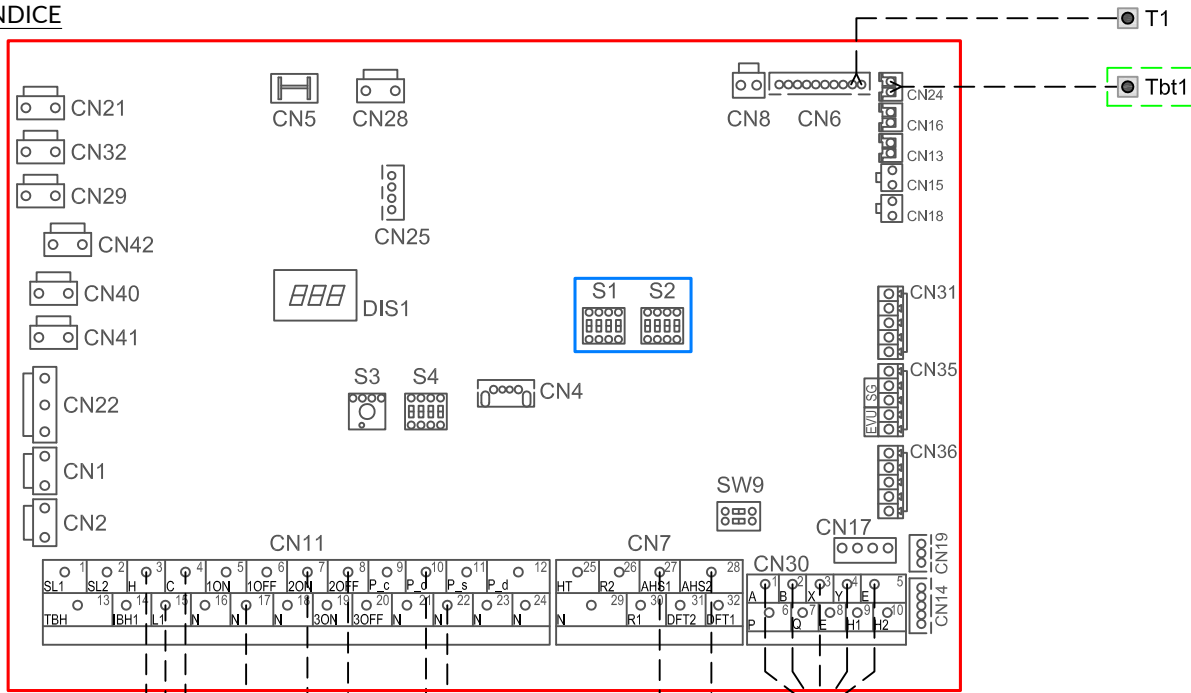 NDICE
T1
Tbt1
CN21
CN32
CN29
CN42
CN40
CN41
CN22
CN1
CN2
CN5
CN28
CN25
DIS1
S1 S2
S3 S4
CN4
CN8 CN6
CN24
CN16
CN13
CN15
CN18
CN31
CN35
SG
EVU
CN36
SW9
CN17
CN19
CN14
CN11
1 2 3 4 5 6 7 8 9 10 11 12
SL1 SL2 H C 1ON 1OFF 2ON 2OFF P_c P_o P_s P_d
13 14 15 16 17 18 19 20 21 22 23 24
TBH IBH1 L1 N N N 3ON 3OFF N N N N
CN7
25 26 27 28
HT R2 AHS1 AHS2
29 30 31 32
N R1 DFT2 DFT1
CN30
1 2 3 4 5
A B X Y E
6 7 8 9 10
P Q E H1 H2